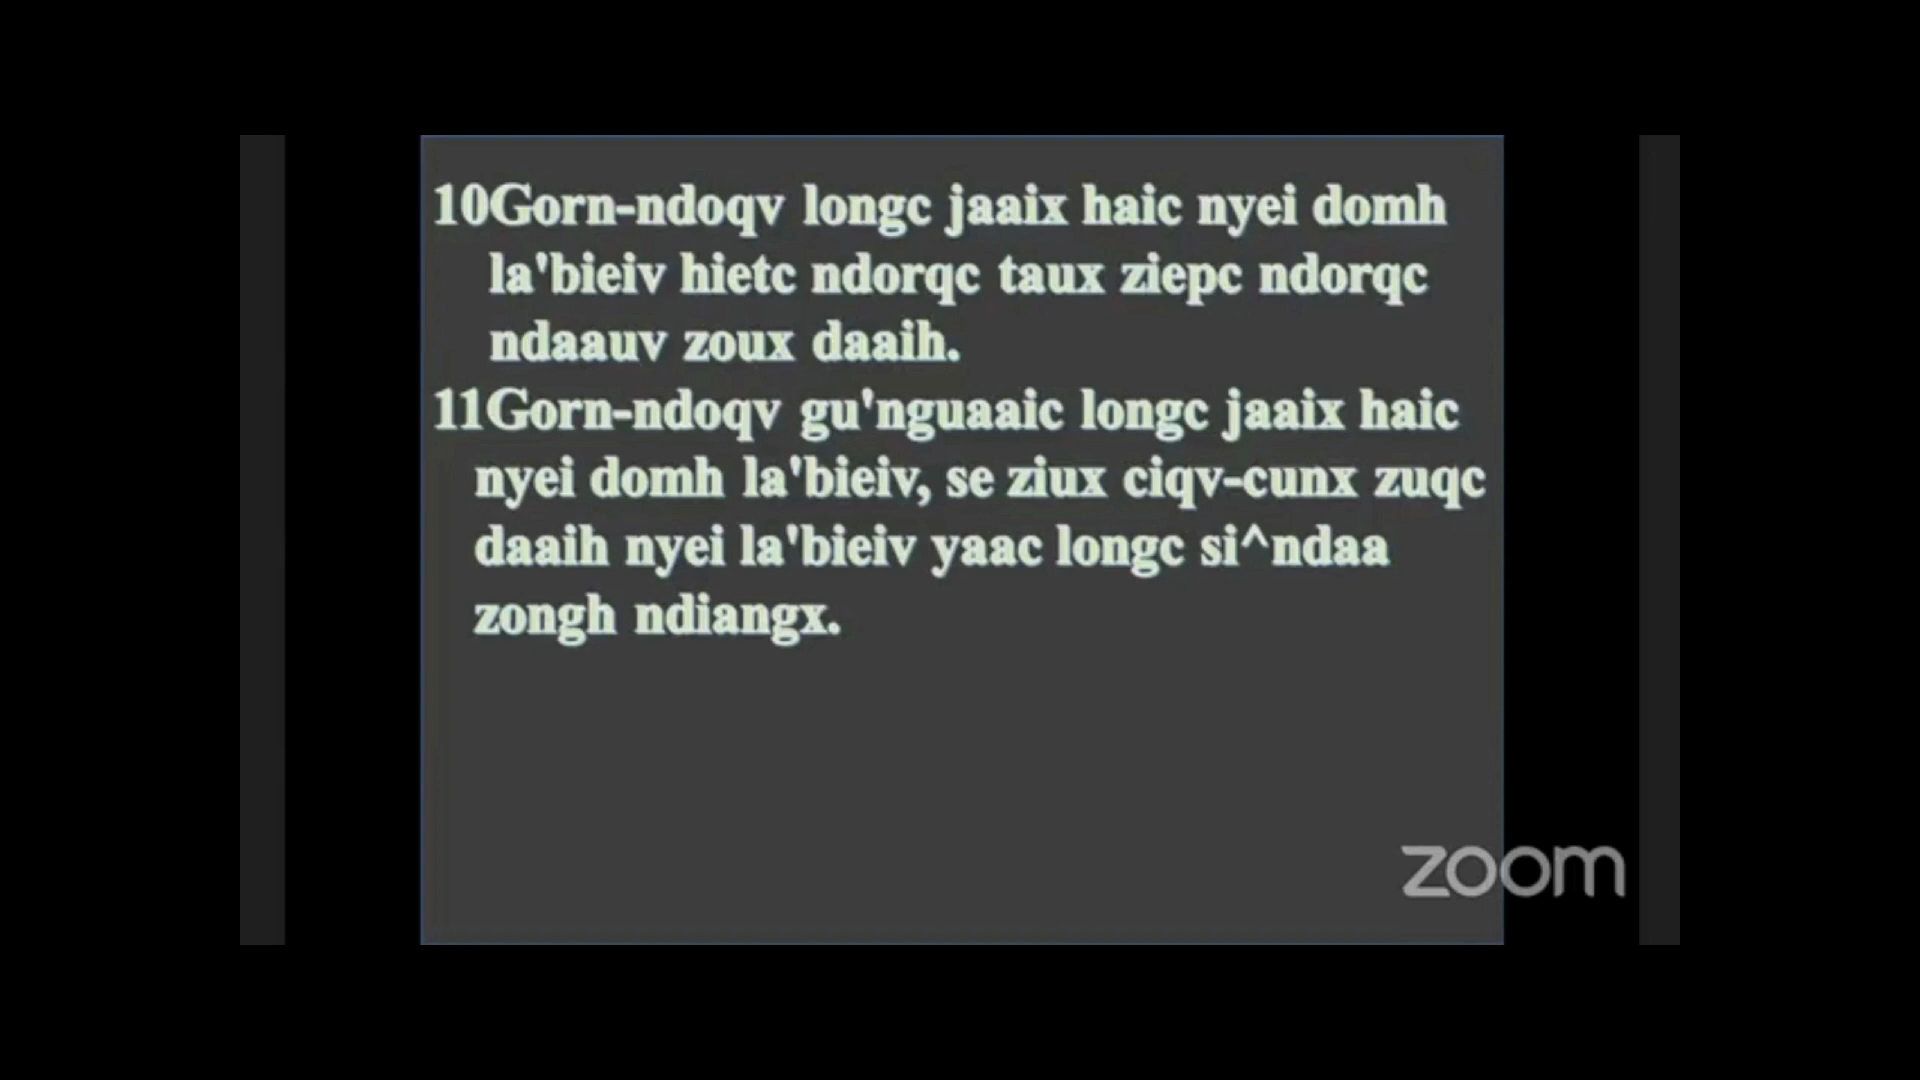 10Gorn-ndoqv longc jaaix haic nyei domh
la'bieiv hietc ndorqc taux ziepc ndorqc
ndaauv zoux daaih.
11Gorn-ndoqv gu'nguaaic longc jaaix haic
nyei domh la'bieiv, se ziux ciqv-cunx zuqc
daaih nyei la'bieiv yaac longc si^ndaa
zongh ndiangx.
zoom